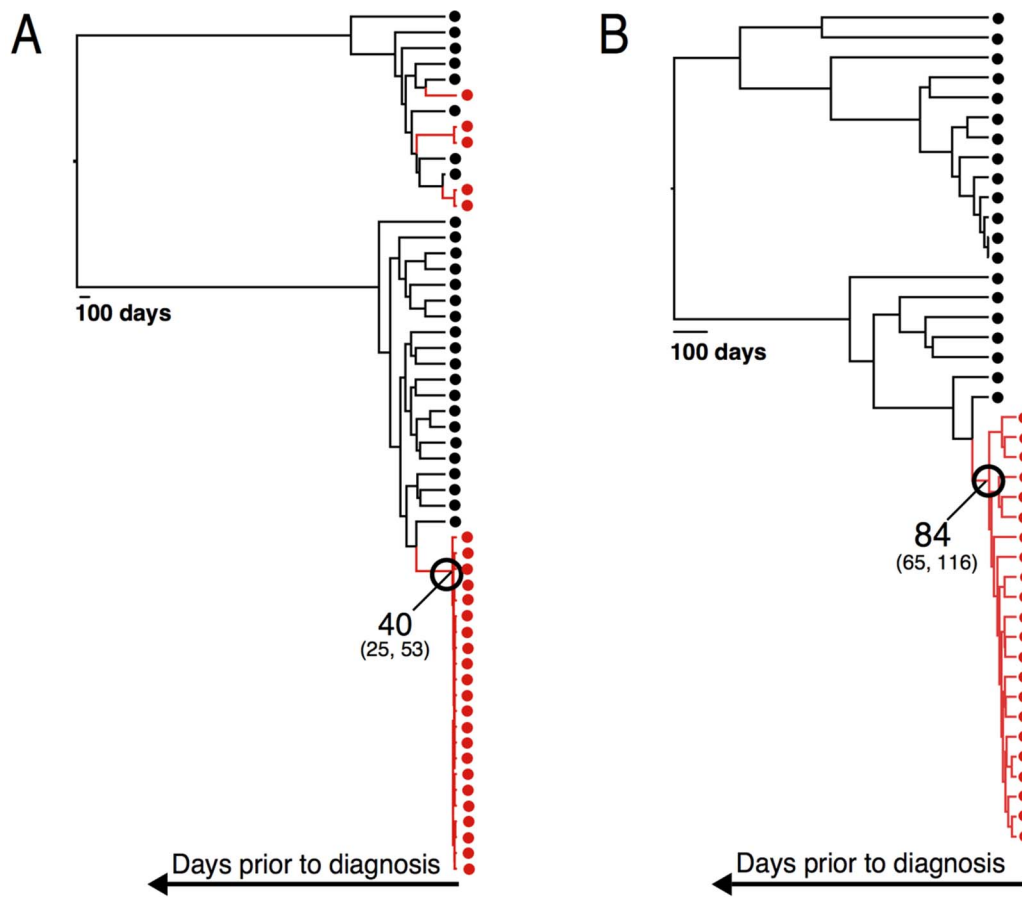 A
100 days
40
(25, 53)
Days prior to diagnosis
B
100 days
84
(65, 116)
Days prior to diagnosis